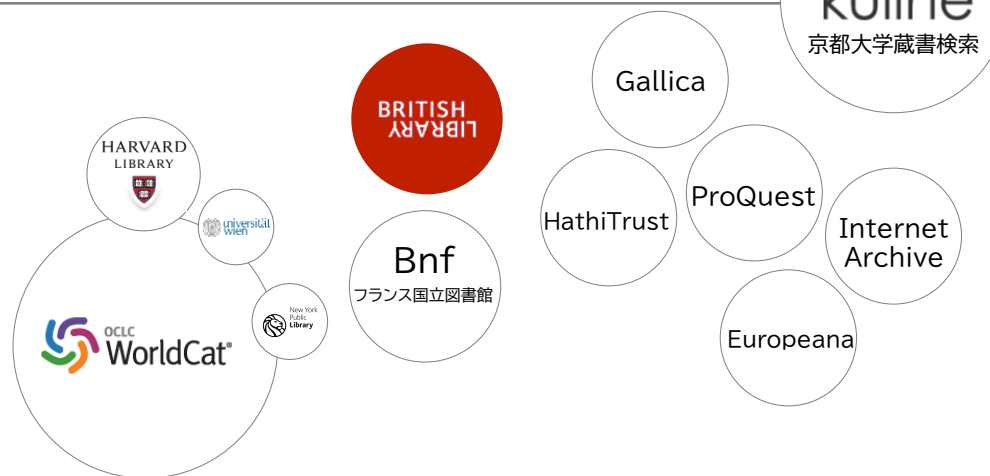 kuline
京都大学蔵書検索
Gallica
BRITISH
LIBRARY
HARVARD
LIBRARY
ProQuest
HathiTrust
Internet
Archive
universität
wien
Bnf
フランス国立図書館
New York
Public
Library
OCLC
WorldCat®
Europeana